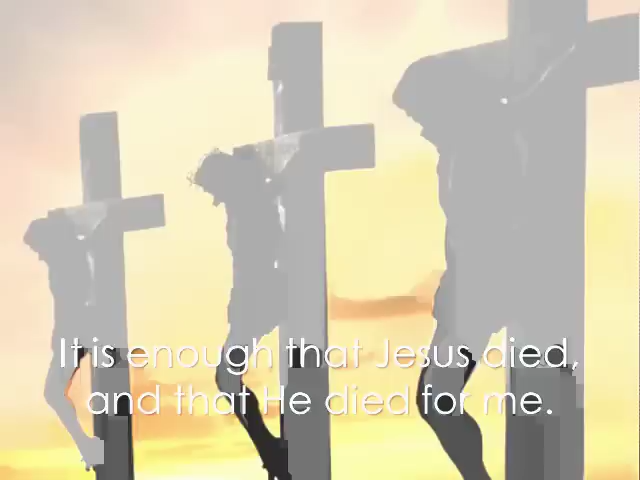 It is enough that Jesus died,
and that He died for me.